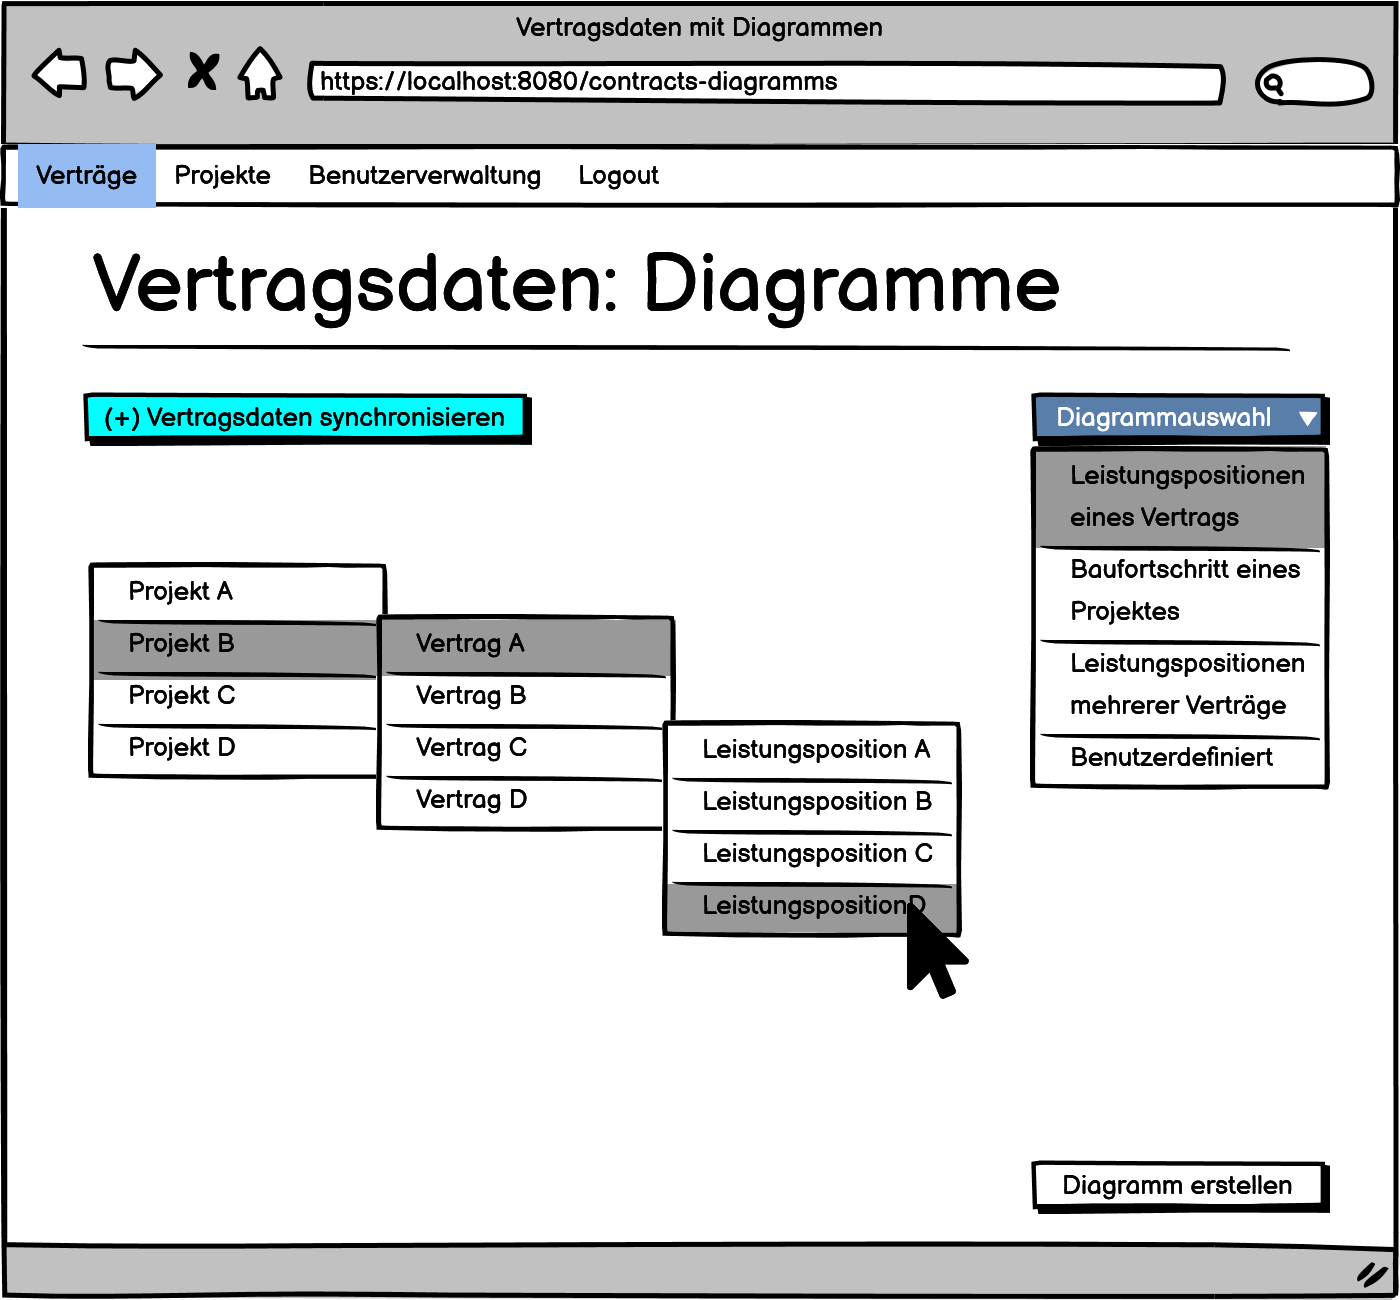 Vertragsdaten mit Diagrammen
https://localhost:8080/contracts-diagramms
Verträge Projekte Benutzerverwaltung Logout
Vertragsdaten: Diagramme
(+) Vertragsdaten synchronisieren
Diagrammauswahl
Leistungspositionen
eines Vertrags
Baufortschritt eines
Projektes
Leistungspositionen
mehrerer Verträge
Benutzerdefiniert
Projekt A
Projekt B
Projekt C
Projekt D
Vertrag A
Vertrag B
Vertrag C
Vertrag D
Leistungsposition A
Leistungsposition B
Leistungsposition C
LeistungspositionD
Diagramm erstellen